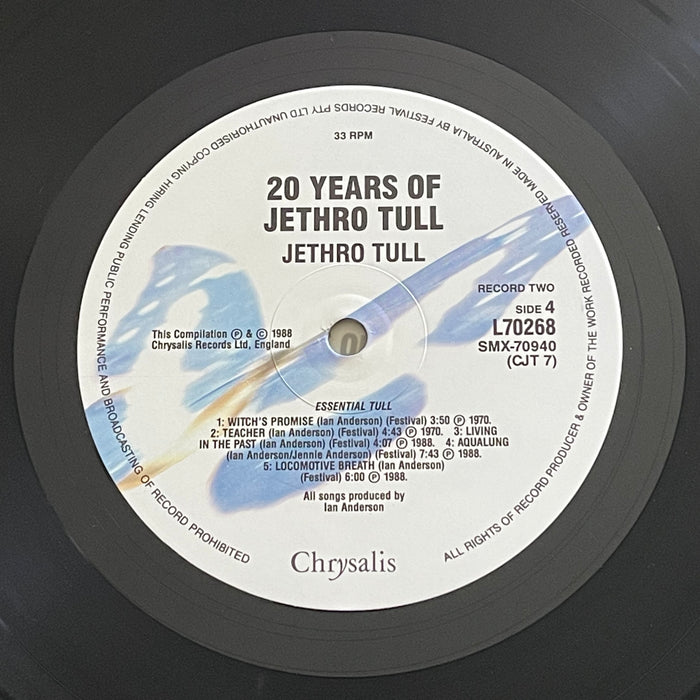 33 RPM
20 YEARS OF
JETHRO TULL
JETHRO TULL
RECORD TWO
SIDE 4
L70268
SMX-70940
(CJT 7)
This Compilation Ⓟ & © 1988
Chrysalis Records Ltd, England
ESSENTIAL TULL
1: WITCH'S PROMISE (Ian Anderson) (Festival) 3:50 Ⓟ 1970.
2: TEACHER (Ian Anderson) (Festival) 4:43 Ⓟ 1970. 3: LIVING
IN THE PAST (Ian Anderson) (Festival) 4:07 Ⓟ 1988. 4: AQUALUNG
(Ian Anderson/Jennie Anderson) (Festival) 7:43 Ⓟ 1988.
5: LOCOMOTIVE BREATH (Ian Anderson)
(Festival) 6:00 Ⓟ 1988.
All songs produced by
Ian Anderson
Chrysalis
ALL RIGHTS OF RECORD PRODUCER & OWNER OF THE WORK RECORDED RESERVED MADE IN AUSTRALIA BY FESTIVAL RECORDS PTY LTD UNAUTHORISED COPYING HIRING LENDING PUBLIC PERFORMANCE AND BROADCASTING OF RECORD PROHIBITED